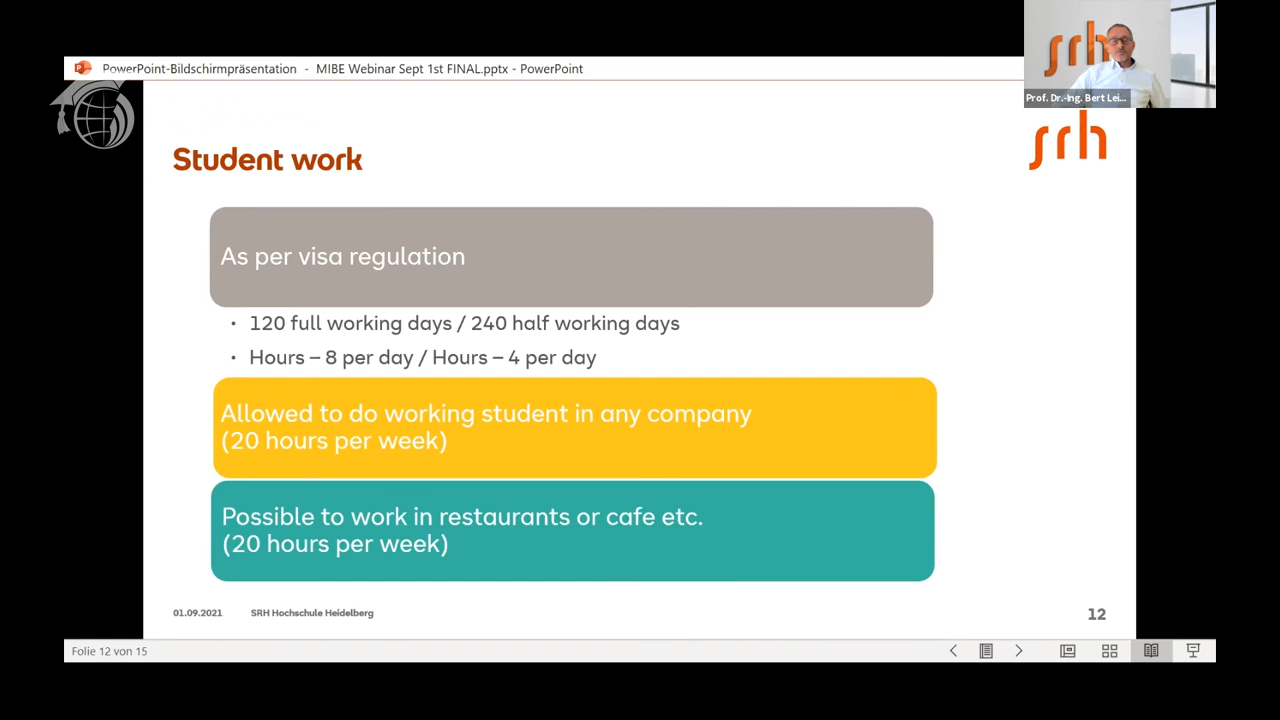 PowerPoint-Bildschirmpräsentation - MIBE Webinar Sept 1st FINAL.pptx - PowerPoint
srh
Prof. Dr.-Ing. Bert Lei...
srh
Student work
As per visa regulation
• 120 full working days / 240 half working days
• Hours – 8 per day / Hours – 4 per day
Allowed to do working student in any company
(20 hours per week)
Possible to work in restaurants or cafe etc.
(20 hours per week)
01.09.2021 SRH Hochschule Heidelberg 12
Folie 12 von 15